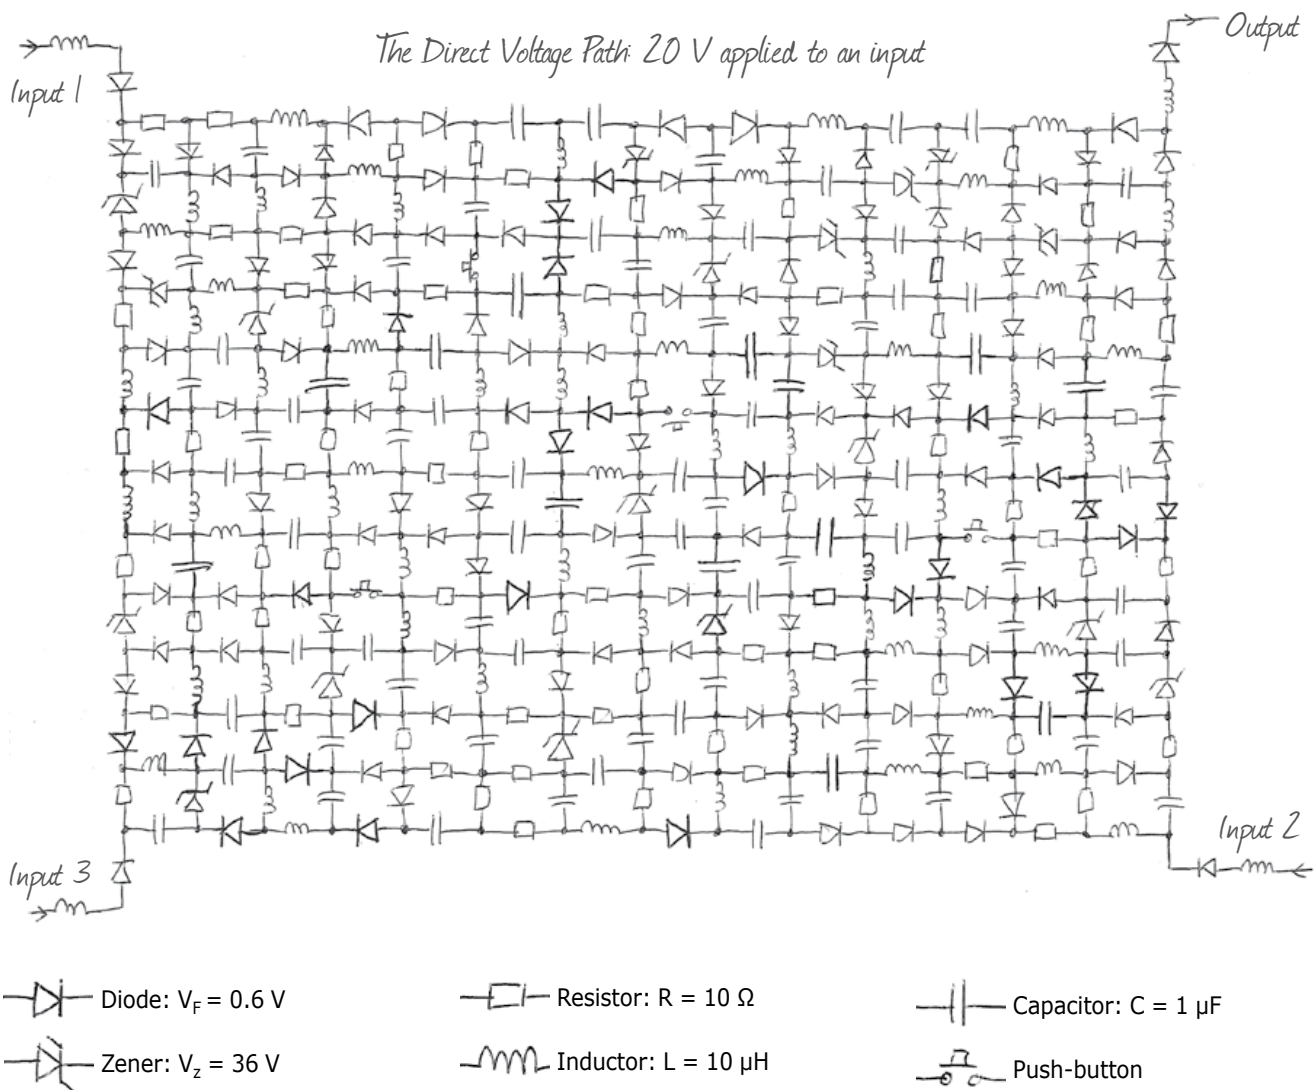 The Direct Voltage Path: 20 V applied to an input
Output
Input 1
Input 2
Input 3
Diode: VF = 0.6 V
Resistor: R = 10 Ω
Capacitor: C = 1 µF
Zener: Vz = 36 V
Inductor: L = 10 µH
Push-button